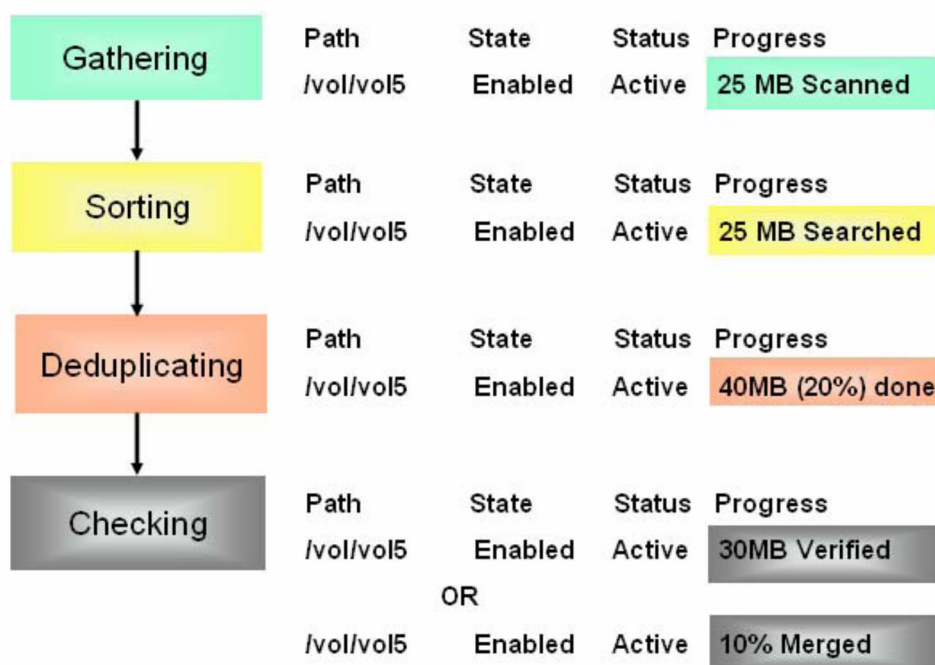 Gathering
Path State Status Progress
/vol/vol5 Enabled Active 25 MB Scanned
Sorting
Path State Status Progress
/vol/vol5 Enabled Active 25 MB Searched
Deduplicating
Path State Status Progress
/vol/vol5 Enabled Active 40MB (20%) done
Checking
Path State Status Progress
/vol/vol5 Enabled Active 30MB Verified
OR
/vol/vol5 Enabled Active 10% Merged